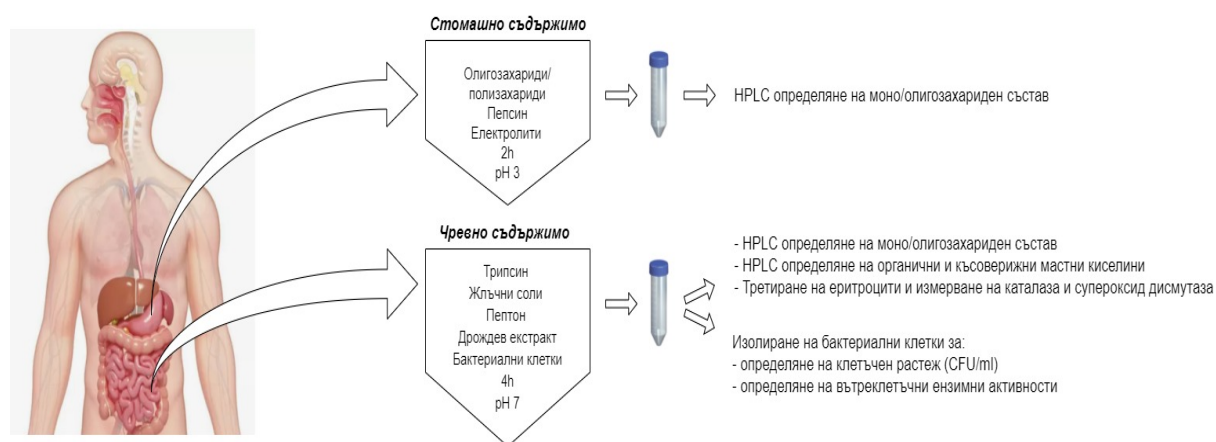 Стомашно съдържимо
Олигозахариди/
полизахариди
Пепсин
Електролити
2h
pH 3
HPLC определяне на моно/олигозахариден състав
Чревно съдържимо
Трипсин
Жлъчни соли
Пептон
Дрождев екстракт
Бактериални клетки
4h
pH 7
- HPLC определяне на моно/олигозахариден състав
- HPLC определяне на органични и късоверижни мастни киселини
- Третиране на еритроцити и измерване на каталаза и супероксид дисмутаза
Изолиране на бактериални клетки за:
- определяне на клетъчен растеж (CFU/ml)
- определяне на вътреклетъчни ензимни активности